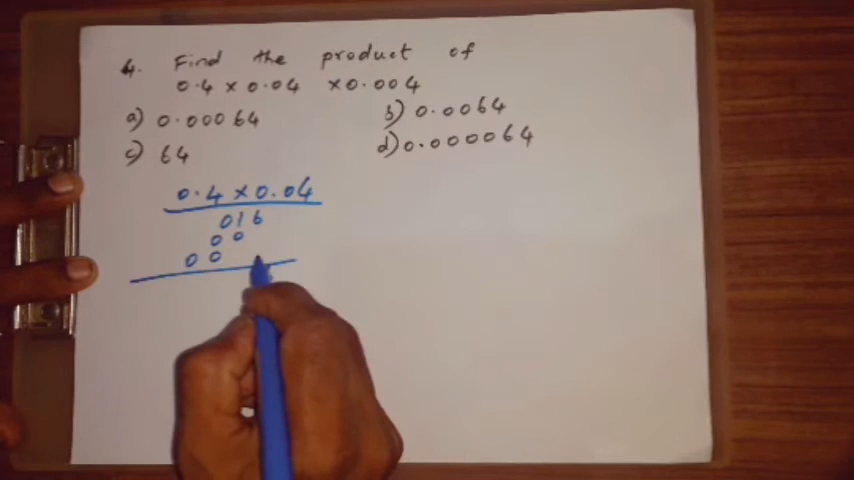 4. Find the product of
0.4 × 0.04 × 0.004
a) 0.00064 b) 0.0064
c) 64 d) 0.000064
0.4 × 0.04
016
00
00